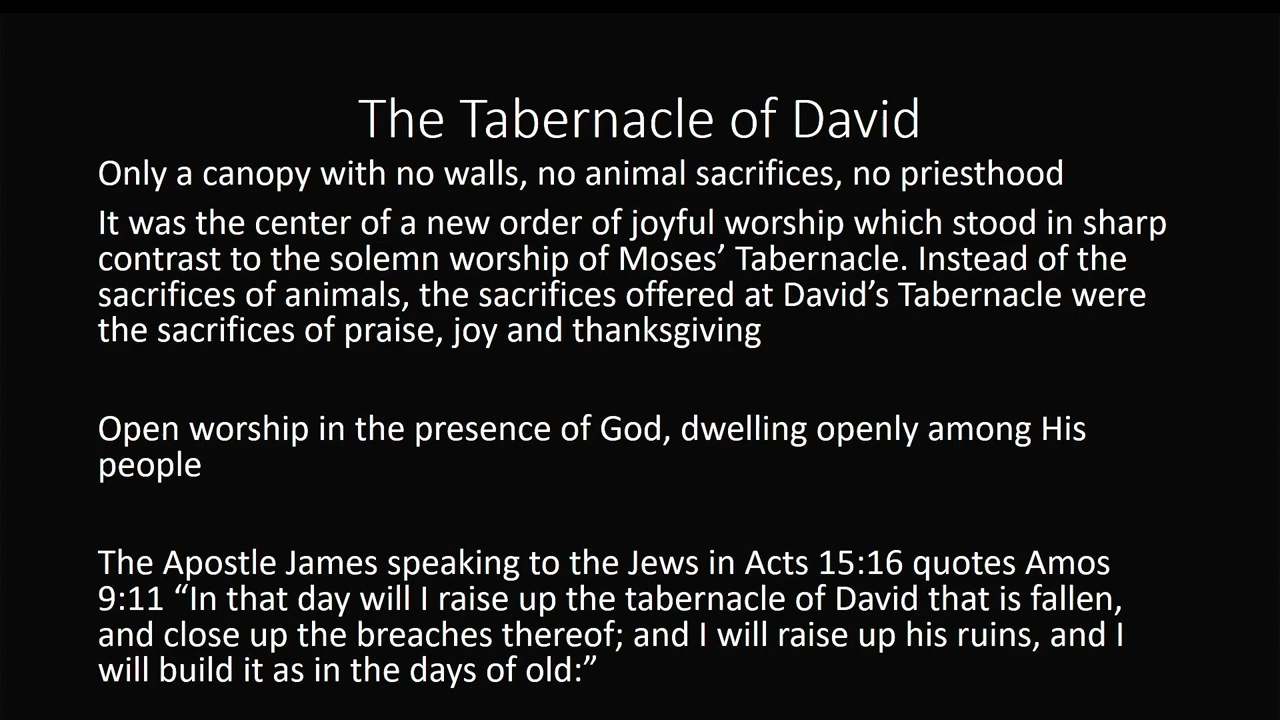 The Tabernacle of David
Only a canopy with no walls, no animal sacrifices, no priesthood
It was the center of a new order of joyful worship which stood in sharp
contrast to the solemn worship of Moses’ Tabernacle. Instead of the
sacrifices of animals, the sacrifices offered at David’s Tabernacle were
the sacrifices of praise, joy and thanksgiving
Open worship in the presence of God, dwelling openly among His
people
The Apostle James speaking to the Jews in Acts 15:16 quotes Amos
9:11 “In that day will I raise up the tabernacle of David that is fallen,
and close up the breaches thereof; and I will raise up his ruins, and I
will build it as in the days of old:”